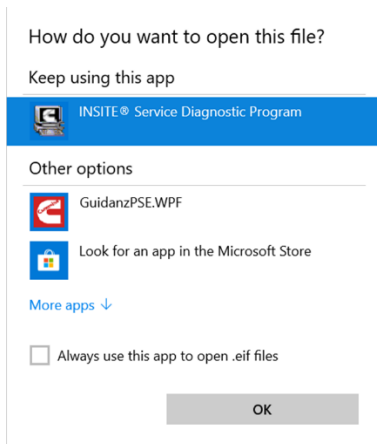 How do you want to open this file?
Keep using this app
INSITE® Service Diagnostic Program
Other options
GuidanzPSE.WPF
Look for an app in the Microsoft Store
More apps ↓
Always use this app to open .eif files
OK